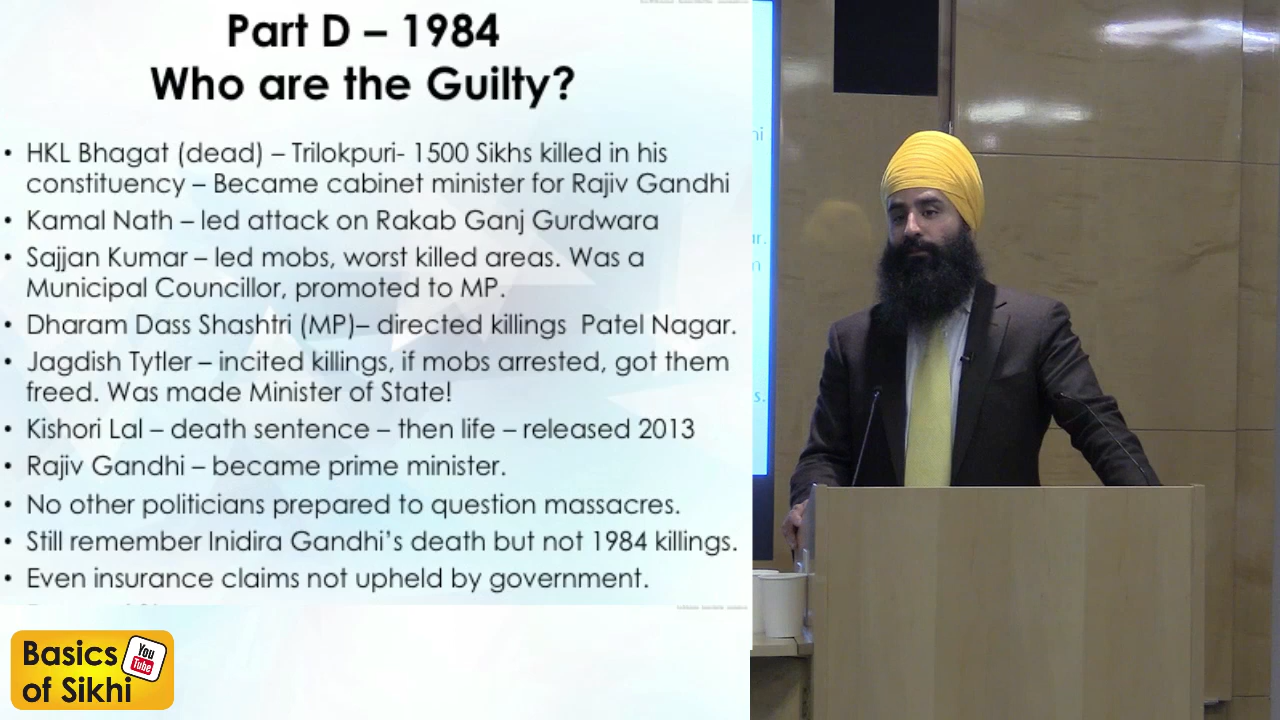 Part D – 1984
Who are the Guilty?
• HKL Bhagat (dead) – Trilokpuri- 1500 Sikhs killed in his
constituency – Became cabinet minister for Rajiv Gandhi
• Kamal Nath – led attack on Rakab Ganj Gurdwara
• Sajjan Kumar – led mobs, worst killed areas. Was a
Municipal Councillor, promoted to MP.
• Dharam Dass Shashtri (MP)– directed killings Patel Nagar.
• Jagdish Tytler – incited killings, if mobs arrested, got them
freed. Was made Minister of State!
• Kishori Lal – death sentence – then life – released 2013
• Rajiv Gandhi – became prime minister.
• No other politicians prepared to question massacres.
• Still remember Inidira Gandhi's death but not 1984 killings.
• Even insurance claims not upheld by government.
Basics
of Sikhi
You
Tube